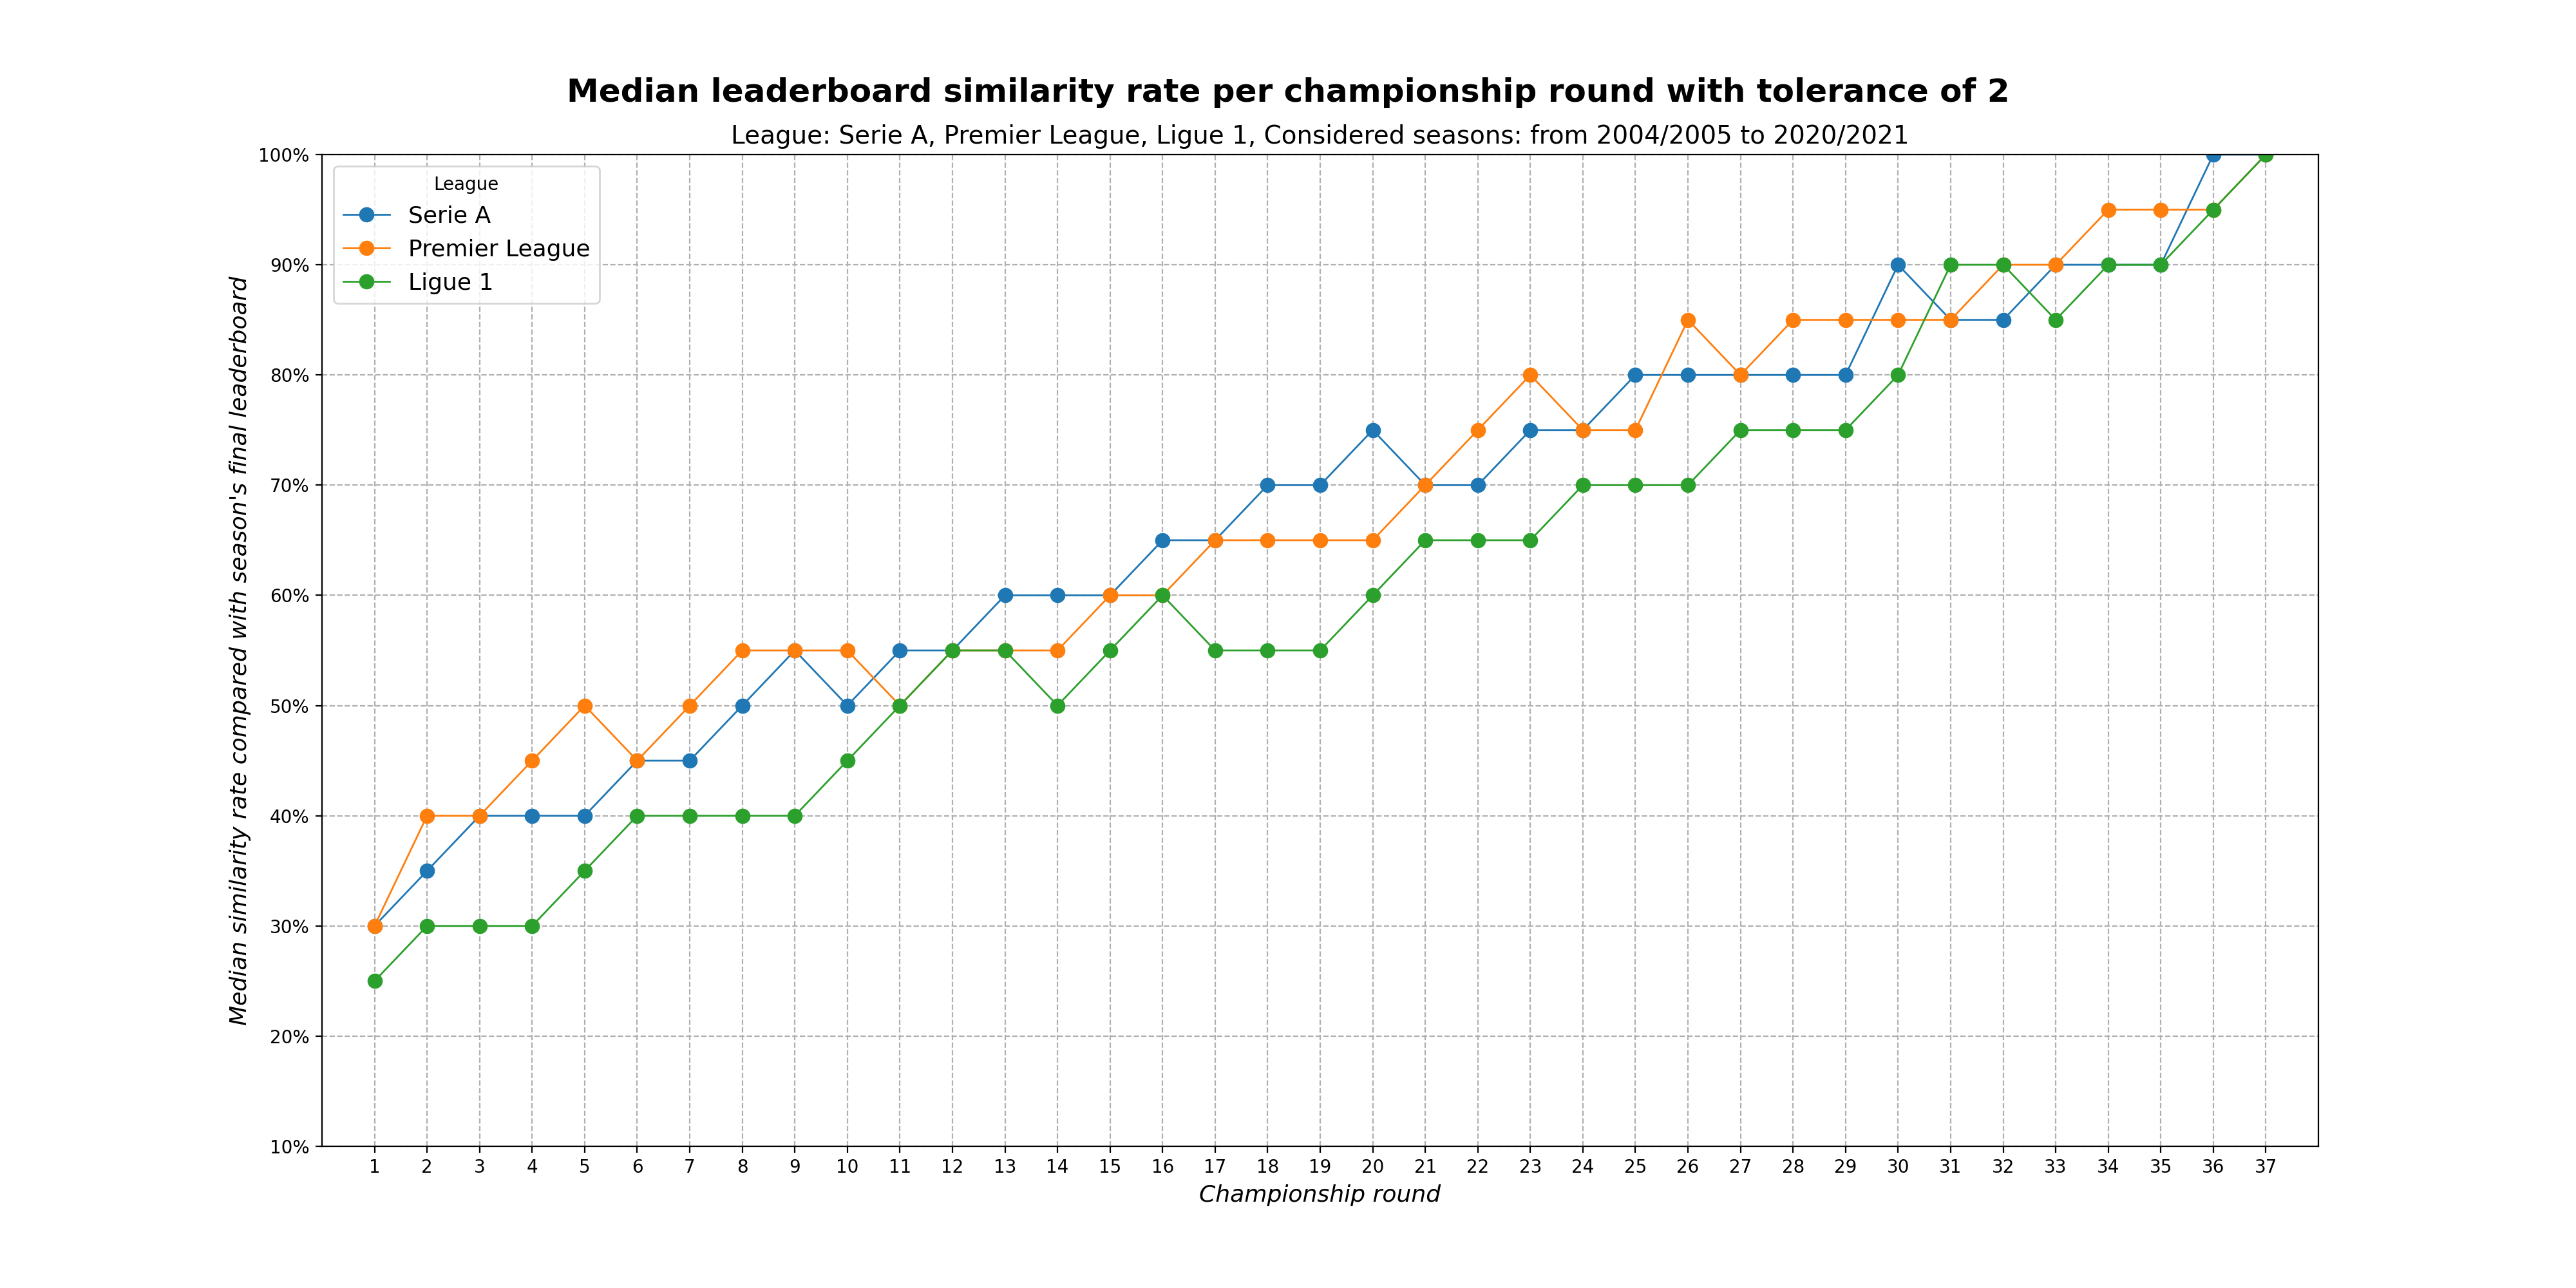 Median leaderboard similarity rate per championship round with tolerance of 2
League: Serie A, Premier League, Ligue 1, Considered seasons: from 2004/2005 to 2020/2021
League
Serie A
Premier League
Ligue 1
Median similarity rate compared with season's final leaderboard
100%
90%
80%
70%
60%
50%
40%
30%
20%
10%
1 2 3 4 5 6 7 8 9 10 11 12 13 14 15 16 17 18 19 20 21 22 23 24 25 26 27 28 29 30 31 32 33 34 35 36 37
Championship round